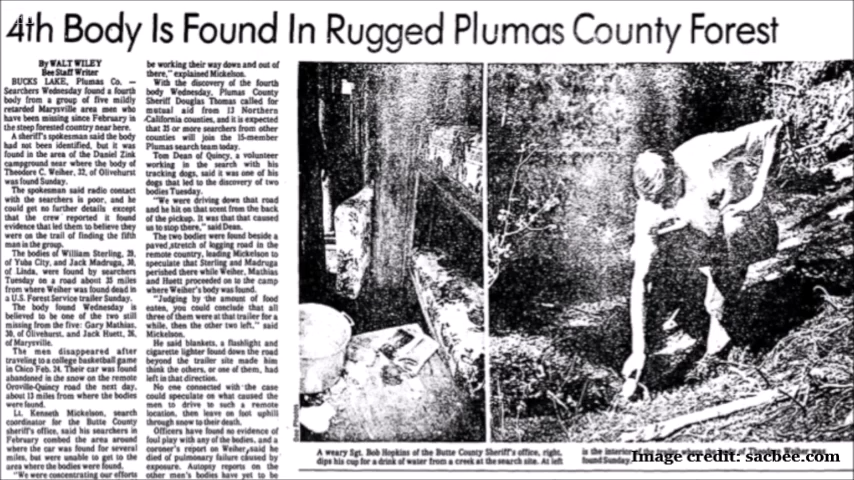 4th Body Is Found In Rugged Plumas County Forest
By WALT WILEY
Bee Staff Writer
BUCKS LAKE, Plumas Co. —
Searchers Wednesday found a fourth
body from a group of five mildly
retarded Marysville area men who
have been missing since February in
the steep forested country near here.
A sheriff's spokesman said the body
had not been identified, but it was
found in the area of the Daniel Zink
campground near where the body of
Theodore C. Weiher, 32, of Olivehurst
was found Sunday.
The spokesman said radio contact
with the searchers is poor, and he
could get no further details except
that the crew reported it found
evidence that led them to believe they
were on the trail of finding the fifth
man in the group.
The bodies of William Sterling, 29,
of Yuba City, and Jack Madruga, 30,
of Linda, were found by searchers
Tuesday on a road about 35 miles
from where Weiher was found dead in
a U.S. Forest Service trailer Sunday.
The body found Wednesday is
believed to be one of the two still
missing from the five: Gary Mathias,
30, of Olivehurst, and Jack Huett, 26,
of Marysville.
The men disappeared after
traveling to a college basketball game
in Chico Feb. 24. Their car was found
abandoned in the snow on the remote
Oroville-Quincy road the next day,
about 13 miles from where the bodies
were found.
Lt. Kenneth Mickelson, search
coordinator for the Butte County
sheriff's office, said his searchers in
February combed the area around
where the car was found for several
miles, but were unable to get to the
area where the bodies were found.
"We were concentrating our efforts
be working their way down and out of
there," explained Mickelson.
With the discovery of the fourth
body Wednesday, Plumas County
Sheriff Douglas Thomas called for
mutual aid from 13 Northern
California counties, and it is expected
that 35 or more searchers from other
counties will join the 15-member
Plumas search team today.
Tom Dean of Quincy, a volunteer
working in the search with his
tracking dogs, said it was one of his
dogs that led to the discovery of two
bodies Tuesday.
"We were driving down that road
and he hit on that scent from the back
of the pickup. It was that that caused
us to stop there," said Dean.
The two bodies were found beside a
paved stretch of logging road in the
remote country, leading Mickelson to
speculate that Sterling and Madruga
perished there while Weiher, Mathias
and Huett proceeded on to the camp
where Weiher's body was found.
"Judging by the amount of food
eaten, you could conclude that all
three of them were at that trailer for a
while, then the other two left," said
Mickelson.
He said blankets, a flashlight and
cigarette lighter found down the road
beyond the trailer site made him
think the others, or one of them, had
left in that direction.
No one connected with the case
could speculate on what caused the
men to drive to such a remote
location, then leave on foot uphill
through snow to their death.
Officers have found no evidence of
foul play with any of the bodies, and a
coroner's report on Weiher said he
died of pulmonary failure caused by
exposure. Autopsy reports on the
other men's bodies have yet to be
A weary Sgt. Bob Hopkins of the Butte County Sheriff's office, right,
dips his cup for a drink of water from a creek at the search site. At left
is the interior of the trailer where the body of Theodore Weiher was
found Sunday.
Image credit: sacbee.com